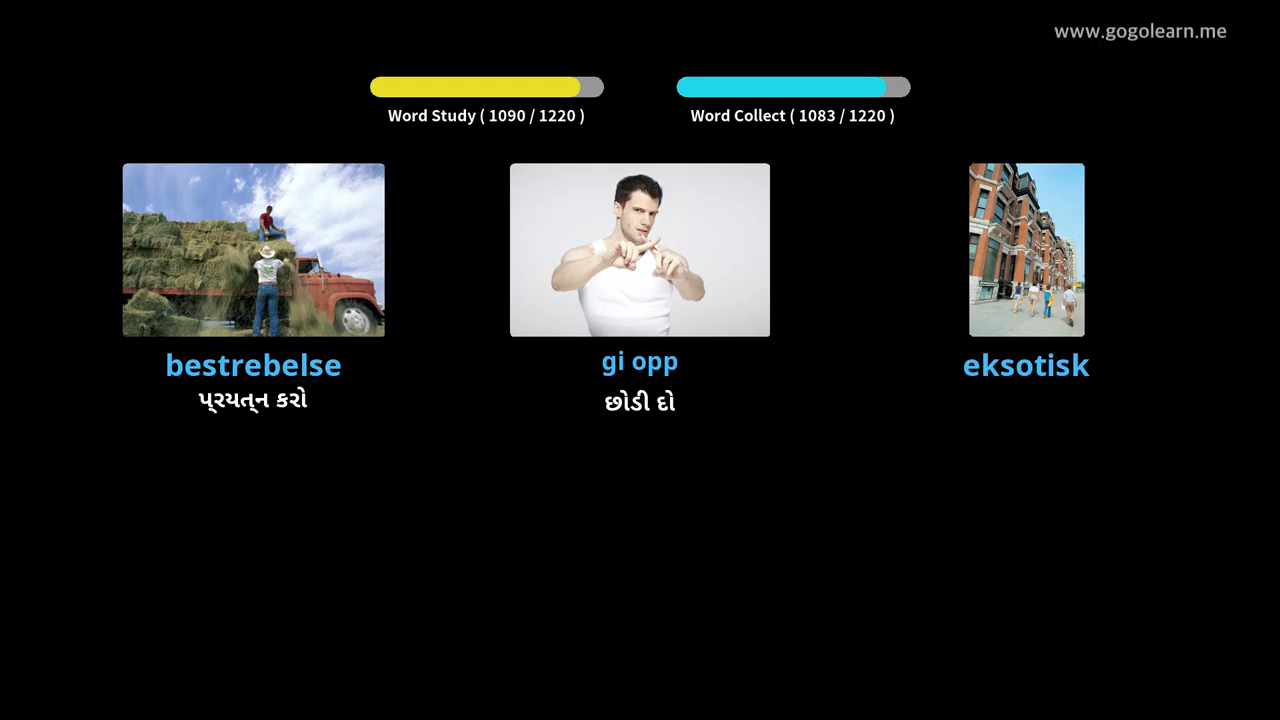 www.gogolearn.me
Word Study ( 1090 / 1220 )
Word Collect ( 1083 / 1220 )
bestrebelse
પ્રયત્ન કરો
gi opp
છોડી દો
eksotisk